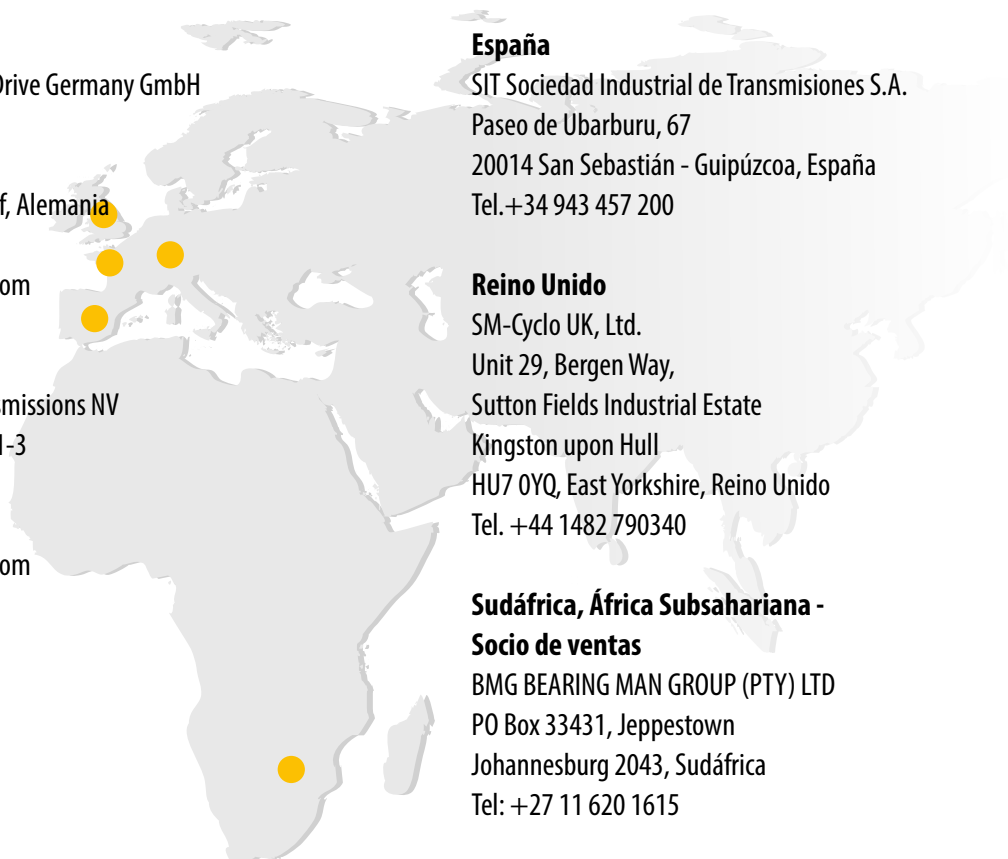 Drive Germany GmbH
f, Alemania
om
missions NV
1-3
om
España
SIT Sociedad Industrial de Transmisiones S.A.
Paseo de Ubarburu, 67
20014 San Sebastián - Guipúzcoa, España
Tel.+34 943 457 200
Reino Unido
SM-Cyclo UK, Ltd.
Unit 29, Bergen Way,
Sutton Fields Industrial Estate
Kingston upon Hull
HU7 0YQ, East Yorkshire, Reino Unido
Tel. +44 1482 790340
Sudáfrica, África Subsahariana -
Socio de ventas
BMG BEARING MAN GROUP (PTY) LTD
PO Box 33431, Jeppestown
Johannesburg 2043, Sudáfrica
Tel: +27 11 620 1615